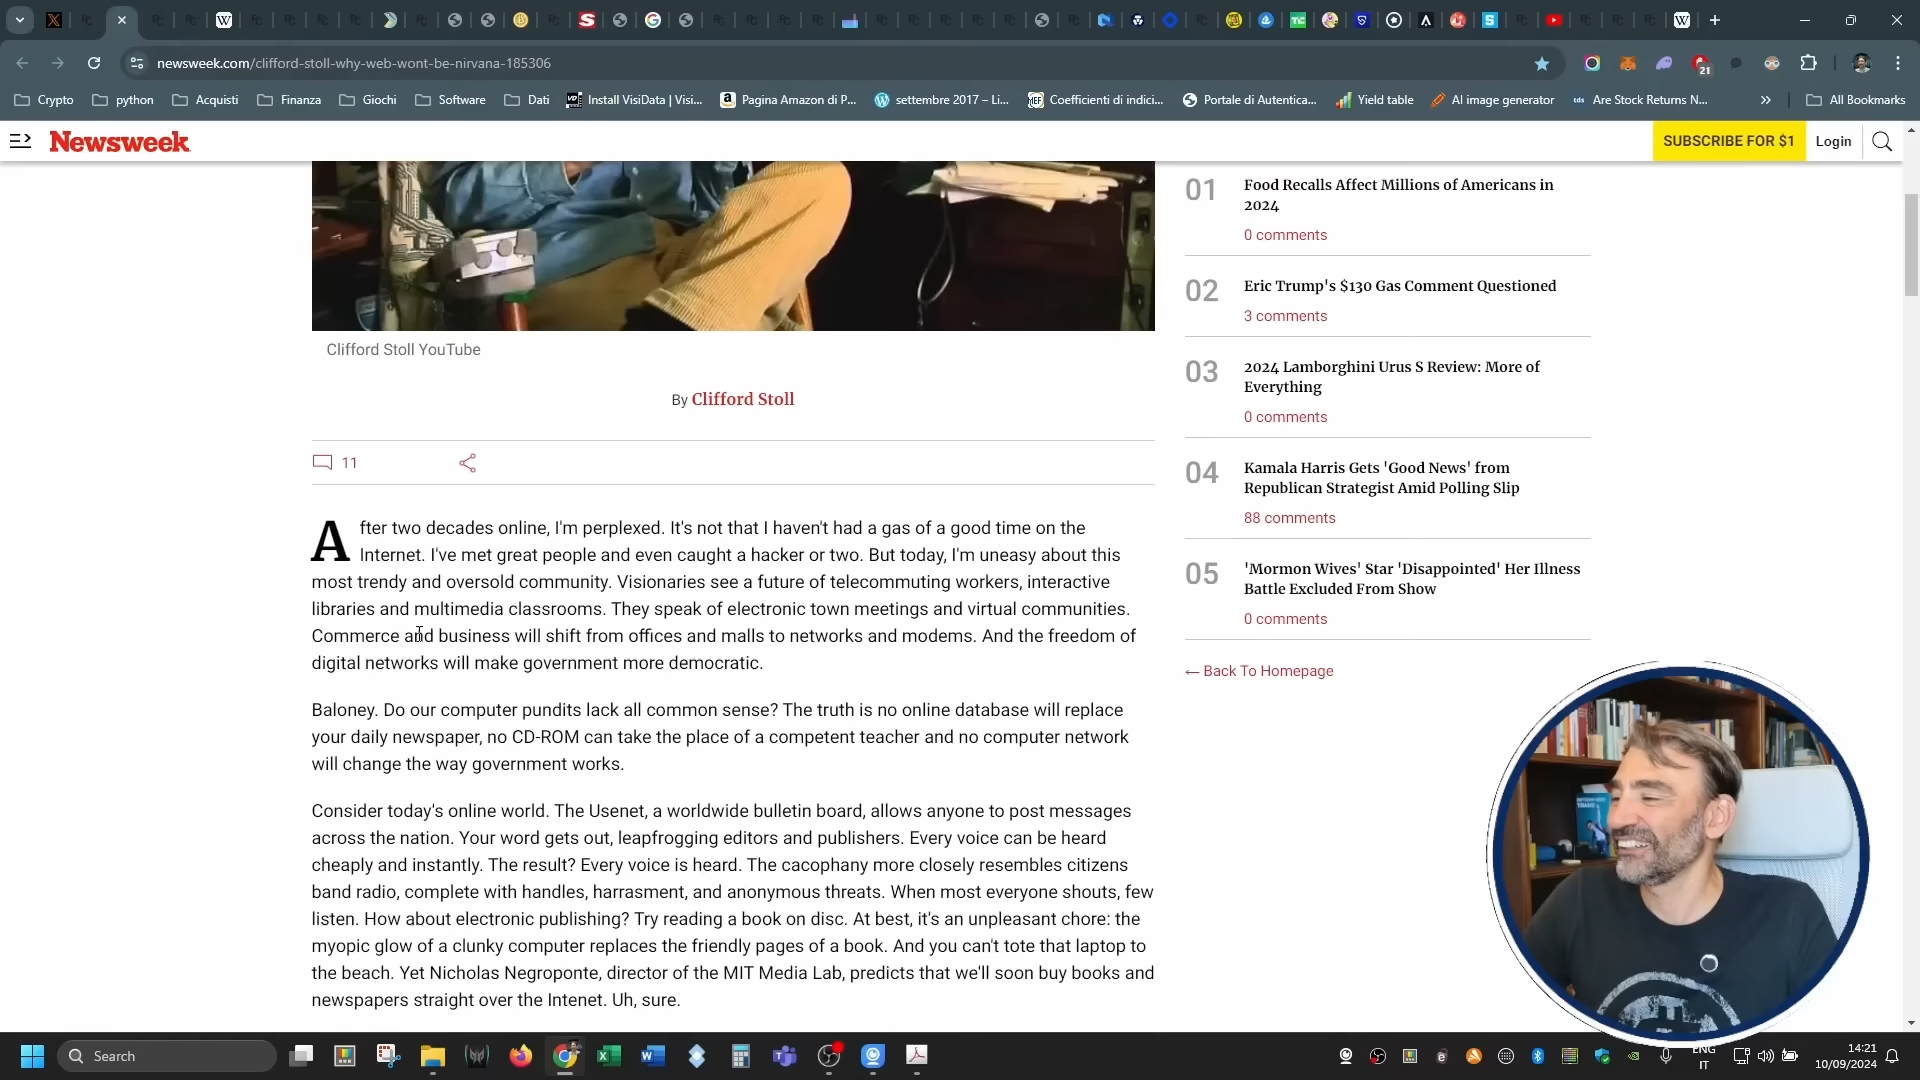 newsweek.com/clifford-stoll-why-web-wont-be-nirvana-185306
21
Crypto
python
Acquisti
Finanza
Giochi
Software
Dati
Install VisiData | Visi...
Pagina Amazon di P...
settembre 2017 – Li...
Coefficienti di indici...
Portale di Autentica...
Yield table
AI image generator
Are Stock Returns N...
All Bookmarks
Newsweek
SUBSCRIBE FOR $1
Login
Clifford Stoll YouTube
By Clifford Stoll
11
After two decades online, I'm perplexed. It's not that I haven't had a gas of a good time on the
Internet. I've met great people and even caught a hacker or two. But today, I'm uneasy about this
most trendy and oversold community. Visionaries see a future of telecommuting workers, interactive
libraries and multimedia classrooms. They speak of electronic town meetings and virtual communities.
Commerce and business will shift from offices and malls to networks and modems. And the freedom of
digital networks will make government more democratic.
Baloney. Do our computer pundits lack all common sense? The truth is no online database will replace
your daily newspaper, no CD-ROM can take the place of a competent teacher and no computer network
will change the way government works.
Consider today's online world. The Usenet, a worldwide bulletin board, allows anyone to post messages
across the nation. Your word gets out, leapfrogging editors and publishers. Every voice can be heard
cheaply and instantly. The result? Every voice is heard. The cacophany more closely resembles citizens
band radio, complete with handles, harrasment, and anonymous threats. When most everyone shouts, few
listen. How about electronic publishing? Try reading a book on disc. At best, it's an unpleasant chore: the
myopic glow of a clunky computer replaces the friendly pages of a book. And you can't tote that laptop to
the beach. Yet Nicholas Negroponte, director of the MIT Media Lab, predicts that we'll soon buy books and
newspapers straight over the Intenet. Uh, sure.
01
Food Recalls Affect Millions of Americans in
2024
0 comments
02
Eric Trump's $130 Gas Comment Questioned
3 comments
03
2024 Lamborghini Urus S Review: More of
Everything
0 comments
04
Kamala Harris Gets 'Good News' from
Republican Strategist Amid Polling Slip
88 comments
05
'Mormon Wives' Star 'Disappointed' Her Illness
Battle Excluded From Show
0 comments
← Back To Homepage
Search
ENG
IT
14:21
10/09/2024